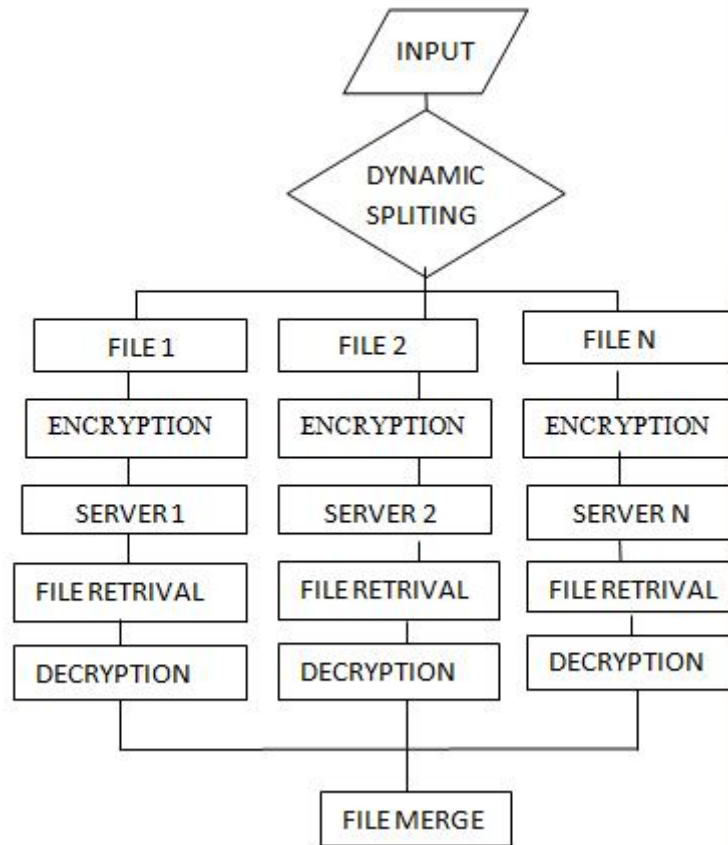 INPUT
DYNAMIC
SPLITING
FILE 1
FILE 2
FILE N
ENCRYPTION
ENCRYPTION
ENCRYPTION
SERVER 1
SERVER 2
SERVER N
FILE RETRIVAL
FILE RETRIVAL
FILE RETRIVAL
DECRYPTION
DECRYPTION
DECRYPTION
FILE MERGE